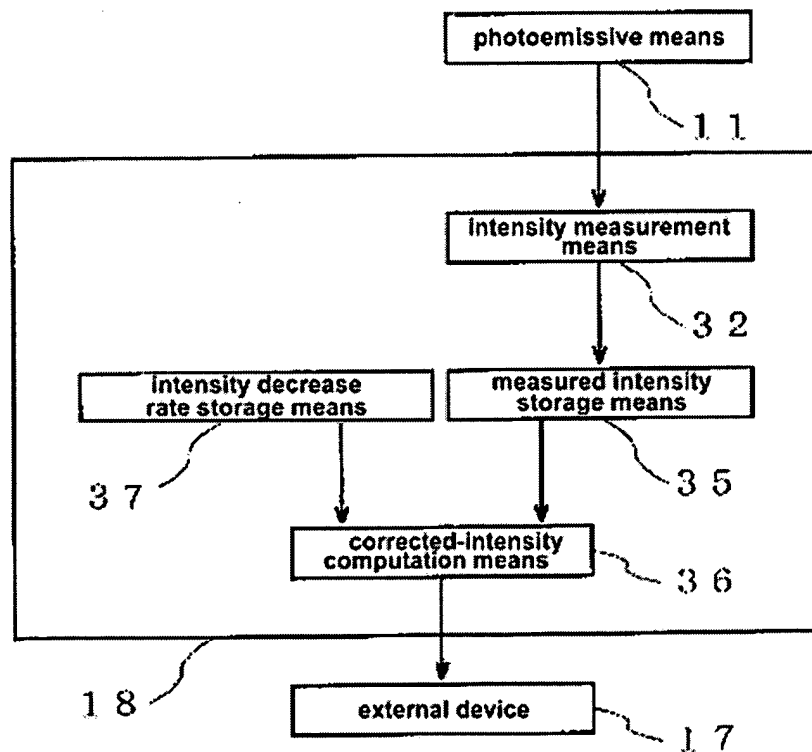 photoemissive means
11
intensity measurement
means
32
intensity decrease
rate storage means
37
measured intensity
storage means
35
corrected-intensity
computation means
36
18
external device
17